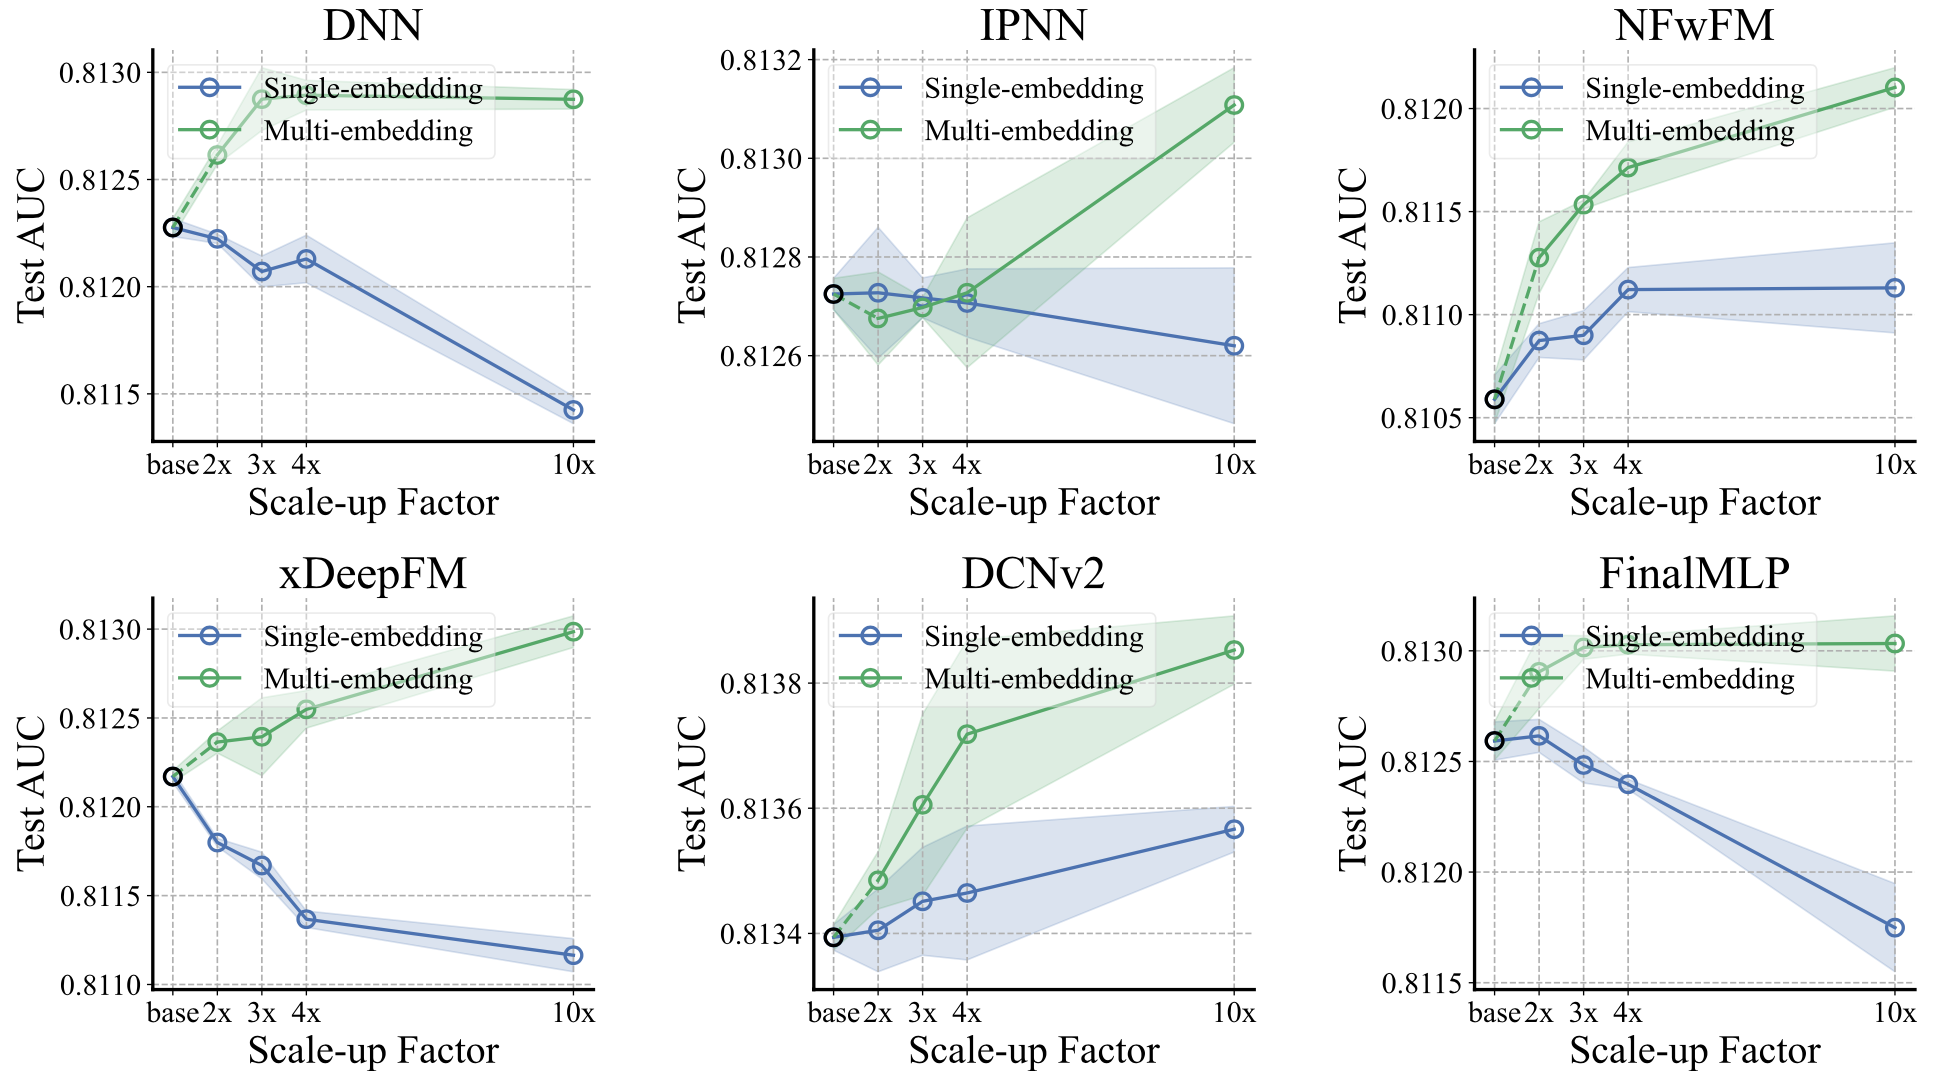 DNN
0.8130
0.8125
0.8120
0.8115
Test AUC
Single-embedding
Multi-embedding
base 2x 3x 4x 10x
Scale-up Factor
IPNN
0.8132
0.8130
0.8128
0.8126
Test AUC
Single-embedding
Multi-embedding
base 2x 3x 4x 10x
Scale-up Factor
NFwFM
0.8120
0.8115
0.8110
0.8105
Test AUC
Single-embedding
Multi-embedding
base 2x 3x 4x 10x
Scale-up Factor
xDeepFM
0.8130
0.8125
0.8120
0.8115
0.8110
Test AUC
Single-embedding
Multi-embedding
base 2x 3x 4x 10x
Scale-up Factor
DCNv2
0.8138
0.8136
0.8134
Test AUC
Single-embedding
Multi-embedding
base 2x 3x 4x 10x
Scale-up Factor
FinalMLP
0.8130
0.8125
0.8120
0.8115
Test AUC
Single-embedding
Multi-embedding
base 2x 3x 4x 10x
Scale-up Factor